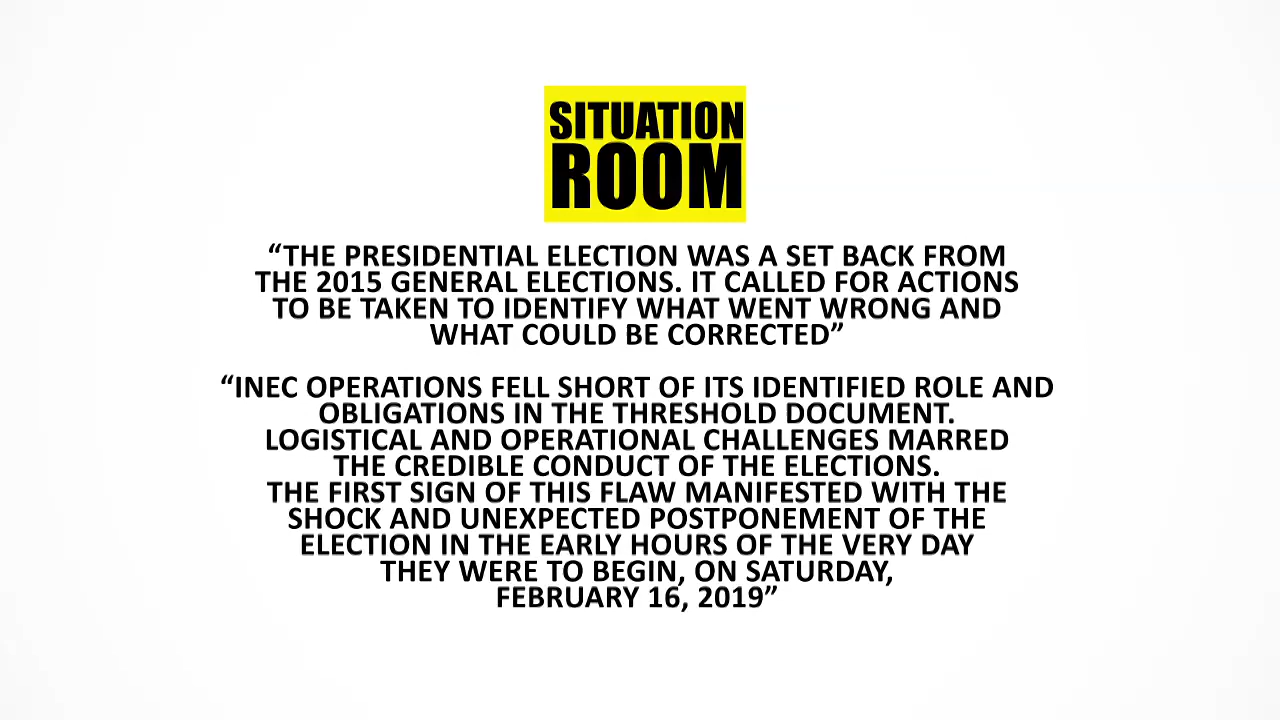 SITUATION
ROOM
“THE PRESIDENTIAL ELECTION WAS A SET BACK FROM
THE 2015 GENERAL ELECTIONS. IT CALLED FOR ACTIONS
TO BE TAKEN TO IDENTIFY WHAT WENT WRONG AND
WHAT COULD BE CORRECTED”
“INEC OPERATIONS FELL SHORT OF ITS IDENTIFIED ROLE AND
OBLIGATIONS IN THE THRESHOLD DOCUMENT.
LOGISTICAL AND OPERATIONAL CHALLENGES MARRED
THE CREDIBLE CONDUCT OF THE ELECTIONS.
THE FIRST SIGN OF THIS FLAW MANIFESTED WITH THE
SHOCK AND UNEXPECTED POSTPONEMENT OF THE
ELECTION IN THE EARLY HOURS OF THE VERY DAY
THEY WERE TO BEGIN, ON SATURDAY,
FEBRUARY 16, 2019”